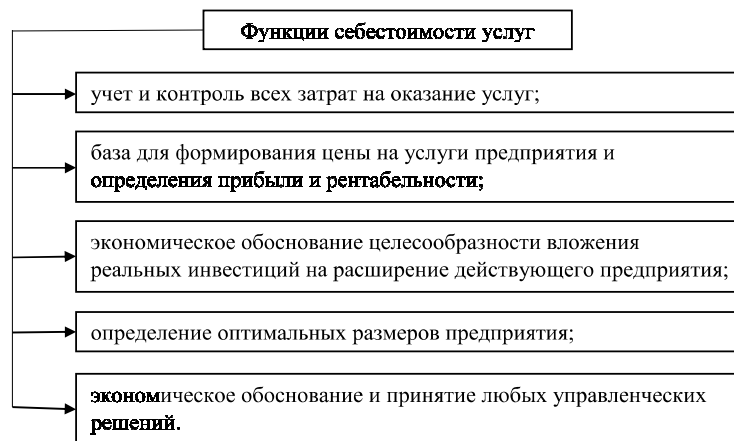 Функции себестоимости услуг
учет и контроль всех затрат на оказание услуг;
база для формирования цены на услуги предприятия и
определения прибыли и рентабельности;
экономическое обоснование целесообразности вложения
реальных инвестиций на расширение действующего предприятия;
определение оптимальных размеров предприятия;
экономическое обоснование и принятие любых управленческих
решений.